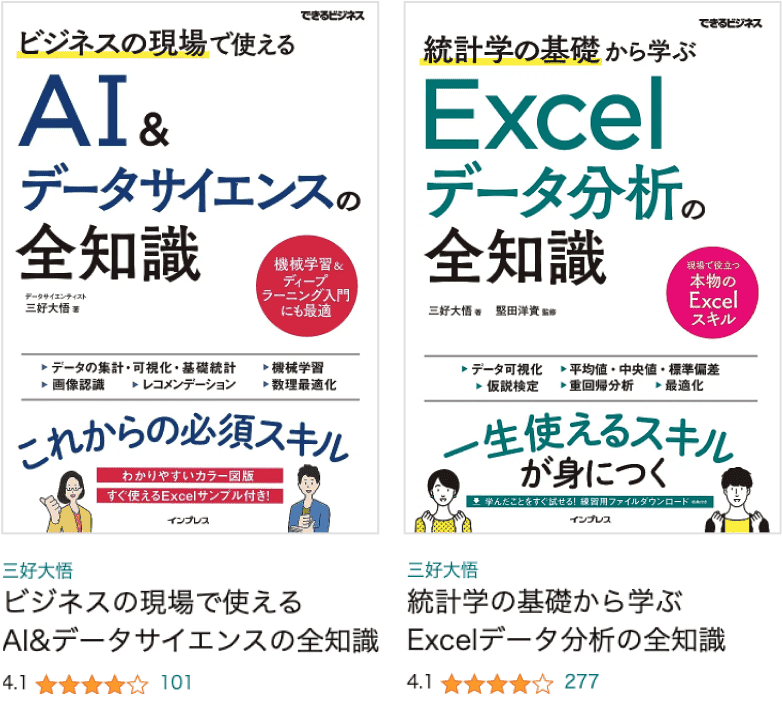 できるビジネス
ビジネスの現場で使える
AI &
データサイエンスの
全知識
機械学習&
ディープ
ラーニング入門
にも最適
データサイエンティスト
三好大悟 著
データの集計・可視化・基礎統計 機械学習
画像認識 レコメンデーション 数理最適化
これからの必須スキル
わかりやすいカラー図版
すぐ使えるExcelサンプル付き!
インプレス
三好大悟
ビジネスの現場で使える
AI&データサイエンスの全知識
4.1 101
できるビジネス
統計学の基礎から学ぶ
Excel
データ分析の
全知識
現場で役立つ
本物の
Excel
スキル
三好大悟 著 堅田洋資 監修
データ可視化 平均値・中央値・標準偏差
仮説検定 重回帰分析 最適化
一生使えるスキル
が身につく
学んだことをすぐ試せる! 練習用ファイルダウンロード
インプレス
三好大悟
統計学の基礎から学ぶ
Excelデータ分析の全知識
4.1 277